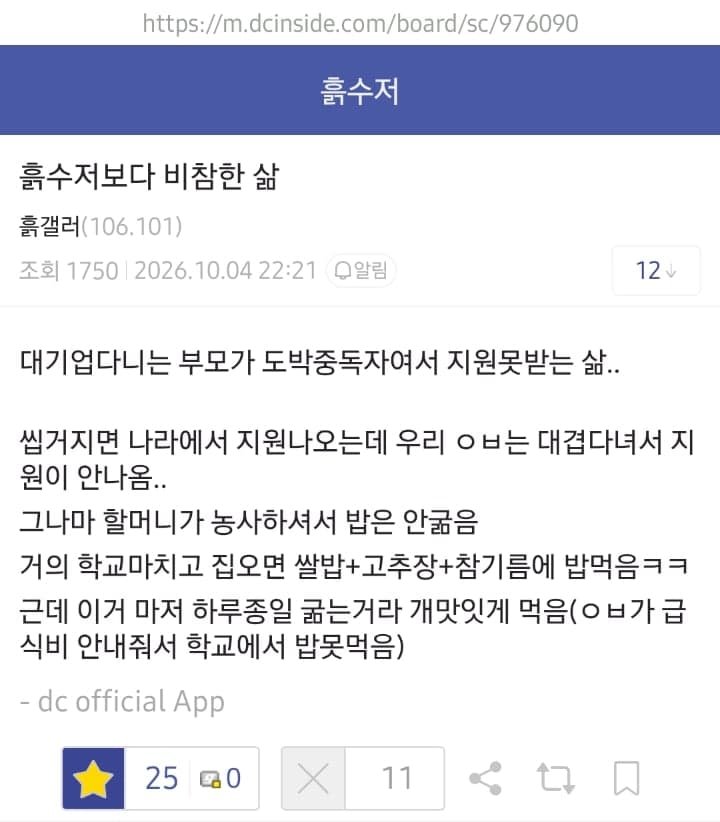 https://m.dcinside.com/board/sc/976090
흙수저
흙수저보다 비참한 삶
흙갤러(106.101)
조회 1750 2026.10.04 22:21 알림
12
대기업다니는 부모가 도박중독자여서 지원못받는 삶..
씹거지면 나라에서 지원나오는데 우리 ㅇㅂ는 대겹다녀서 지
원이 안나옴..
그나마 할머니가 농사하셔서 밥은 안굶음
거의 학교마치고 집오면 쌀밥+고추장+참기름에 밥먹음ㅋㅋ
근데 이거 마저 하루종일 굶는거라 개맛잇게 먹음(ㅇㅂ가 급
식비 안내줘서 학교에서 밥못먹음)
- dc official App
25 0 11